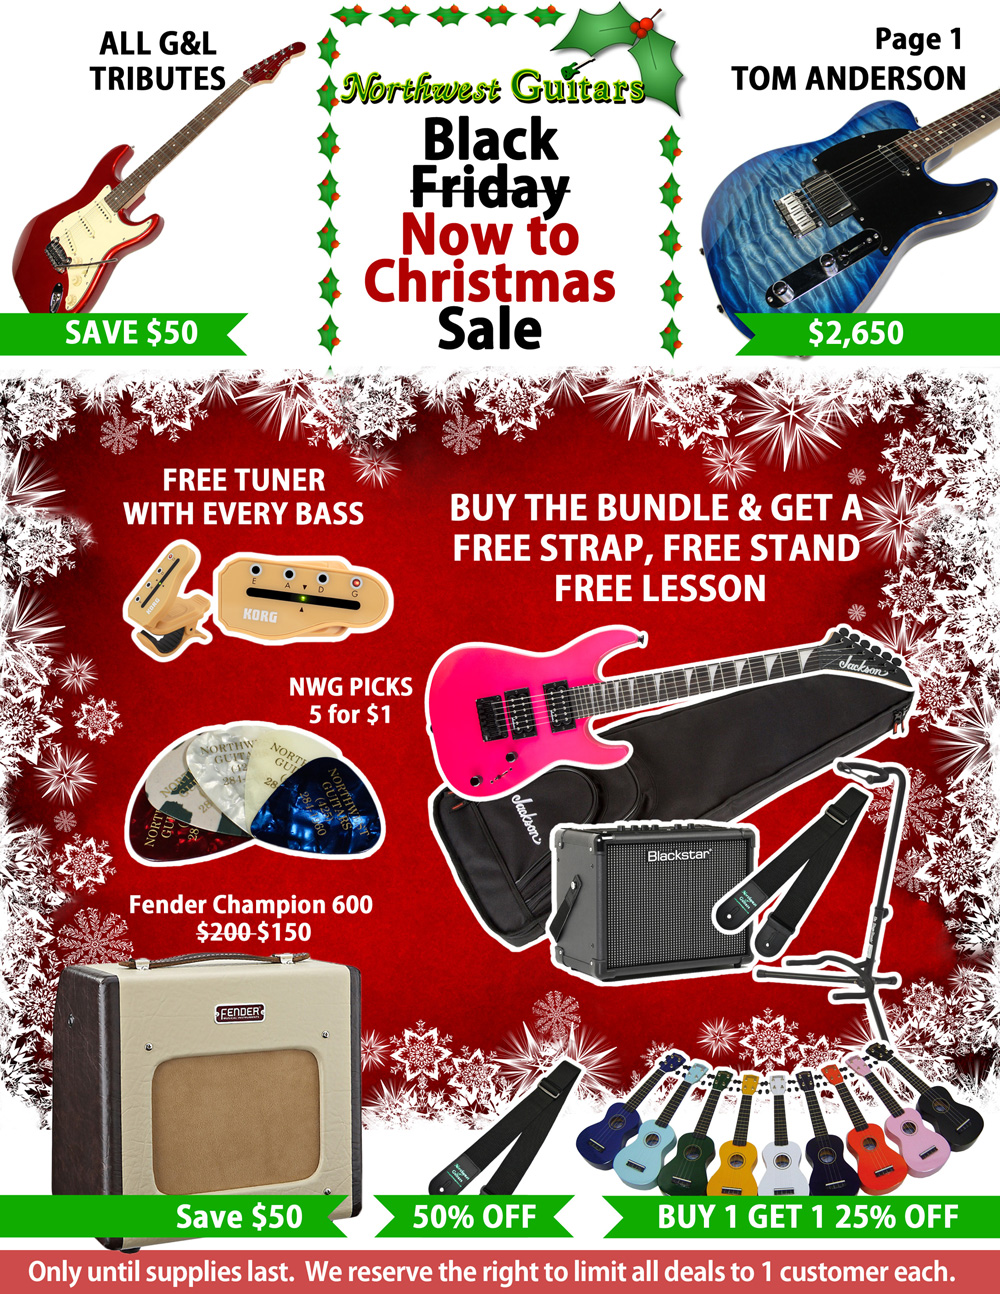 ALL G&L
TRIBUTES
SAVE $50
Northwest Guitars
Black
Friday
Now to
Christmas
Sale
Page 1
TOM ANDERSON
$2,650
FREE TUNER
WITH EVERY BASS
E A D G
KORG
KORG
NWG PICKS
5 for $1
NORTHWEST
GUITARS
Fender Champion 600
$200 $150
FENDER
Save $50
BUY THE BUNDLE & GET A
FREE STRAP, FREE STAND
FREE LESSON
Jackson
Jackson
Blackstar
50% OFF
BUY 1 GET 1 25% OFF
Only until supplies last. We reserve the right to limit all deals to 1 customer each.